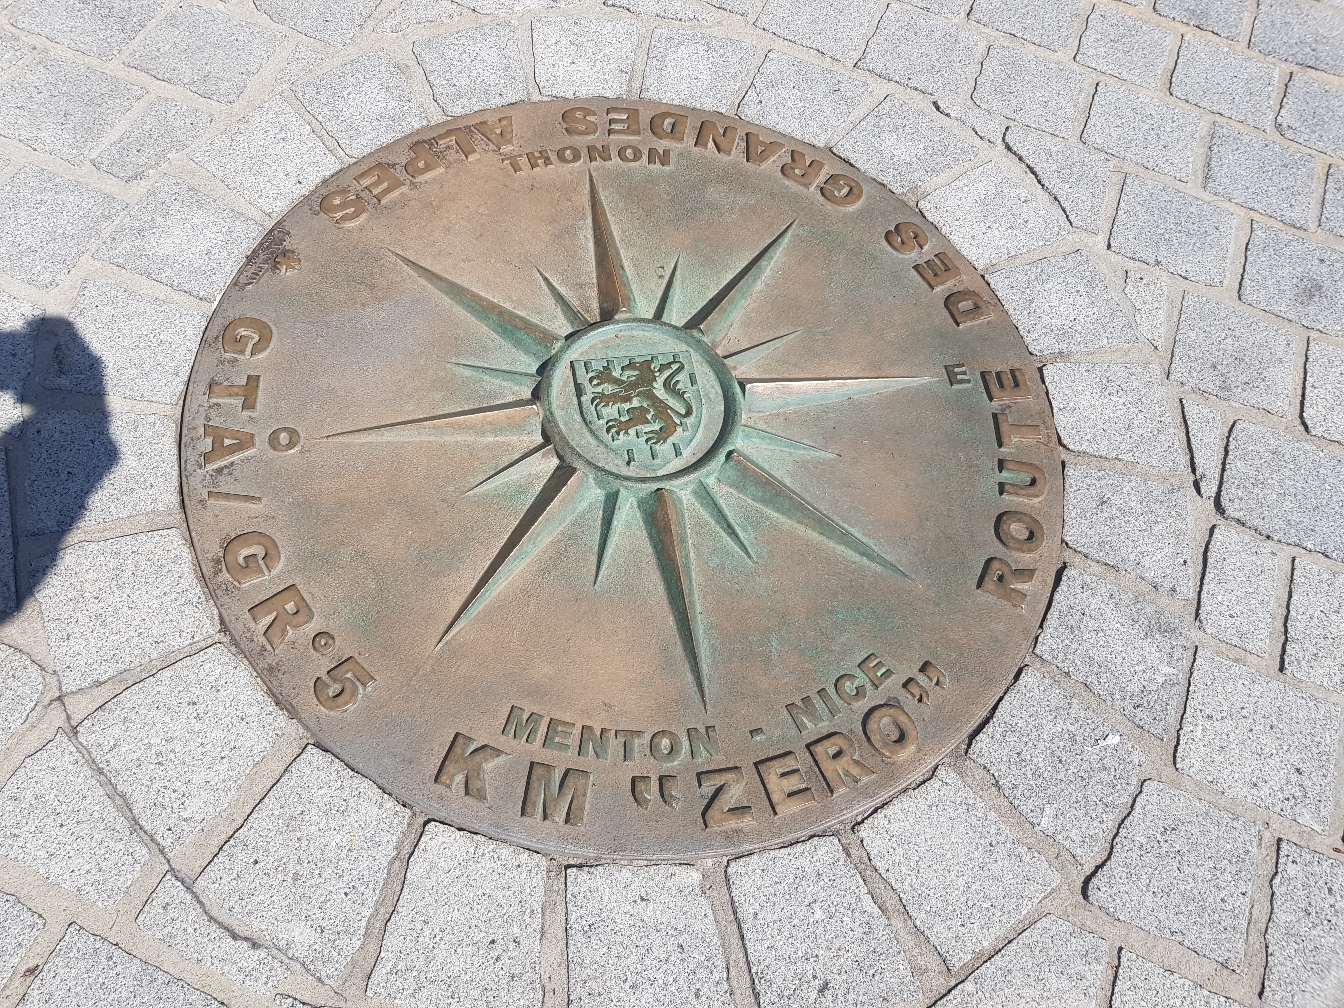 ROUTE DES GRANDES ALPES
* GTA / GR°5
KM "ZERO"
THONON
E
O
MENTON - NICE